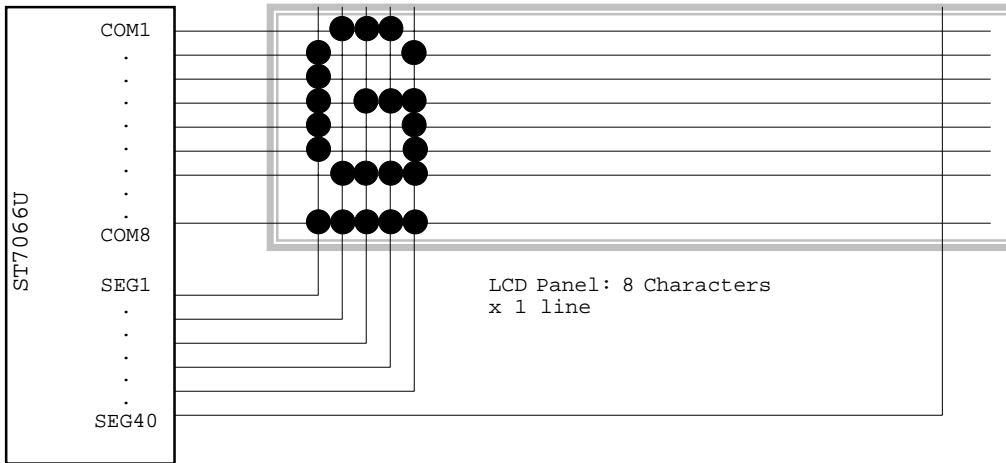 COM1
.
.
.
.
.
.
.
COM8
ST7066U
SEG1
.
.
.
.
.
SEG40
LCD Panel: 8 Characters
x 1 line